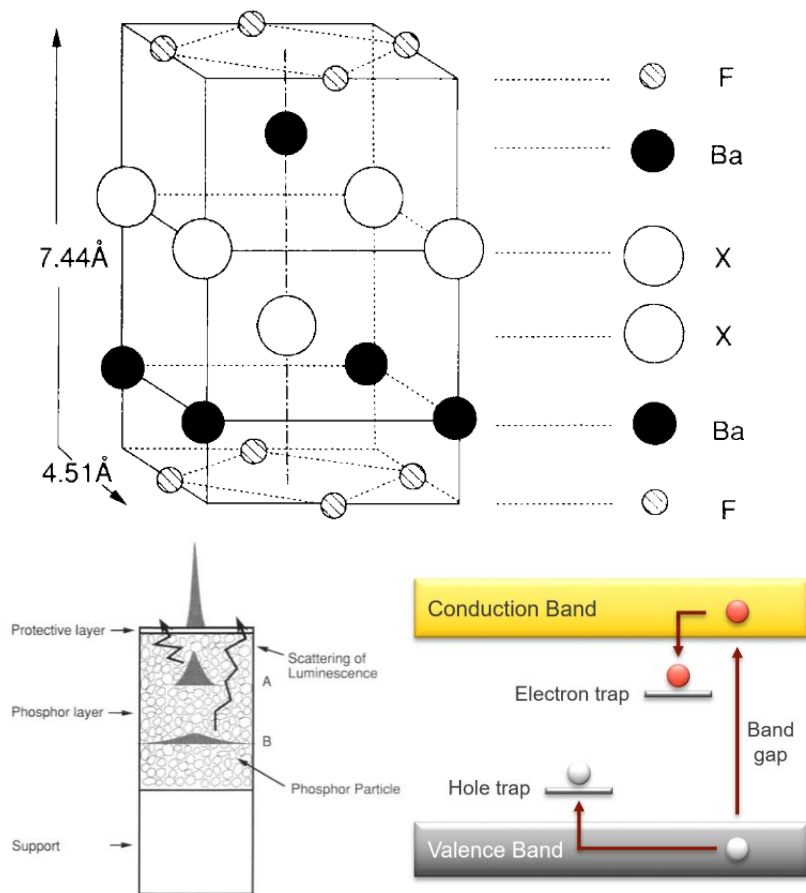 F
Ba
X
7.44Å
X
Ba
4.51Å
F
Protective layer
Scattering of
Luminescence
A
Phosphor layer
B
Phosphor Particle
Support
Conduction Band
Electron trap
Band
gap
Hole trap
Valence Band